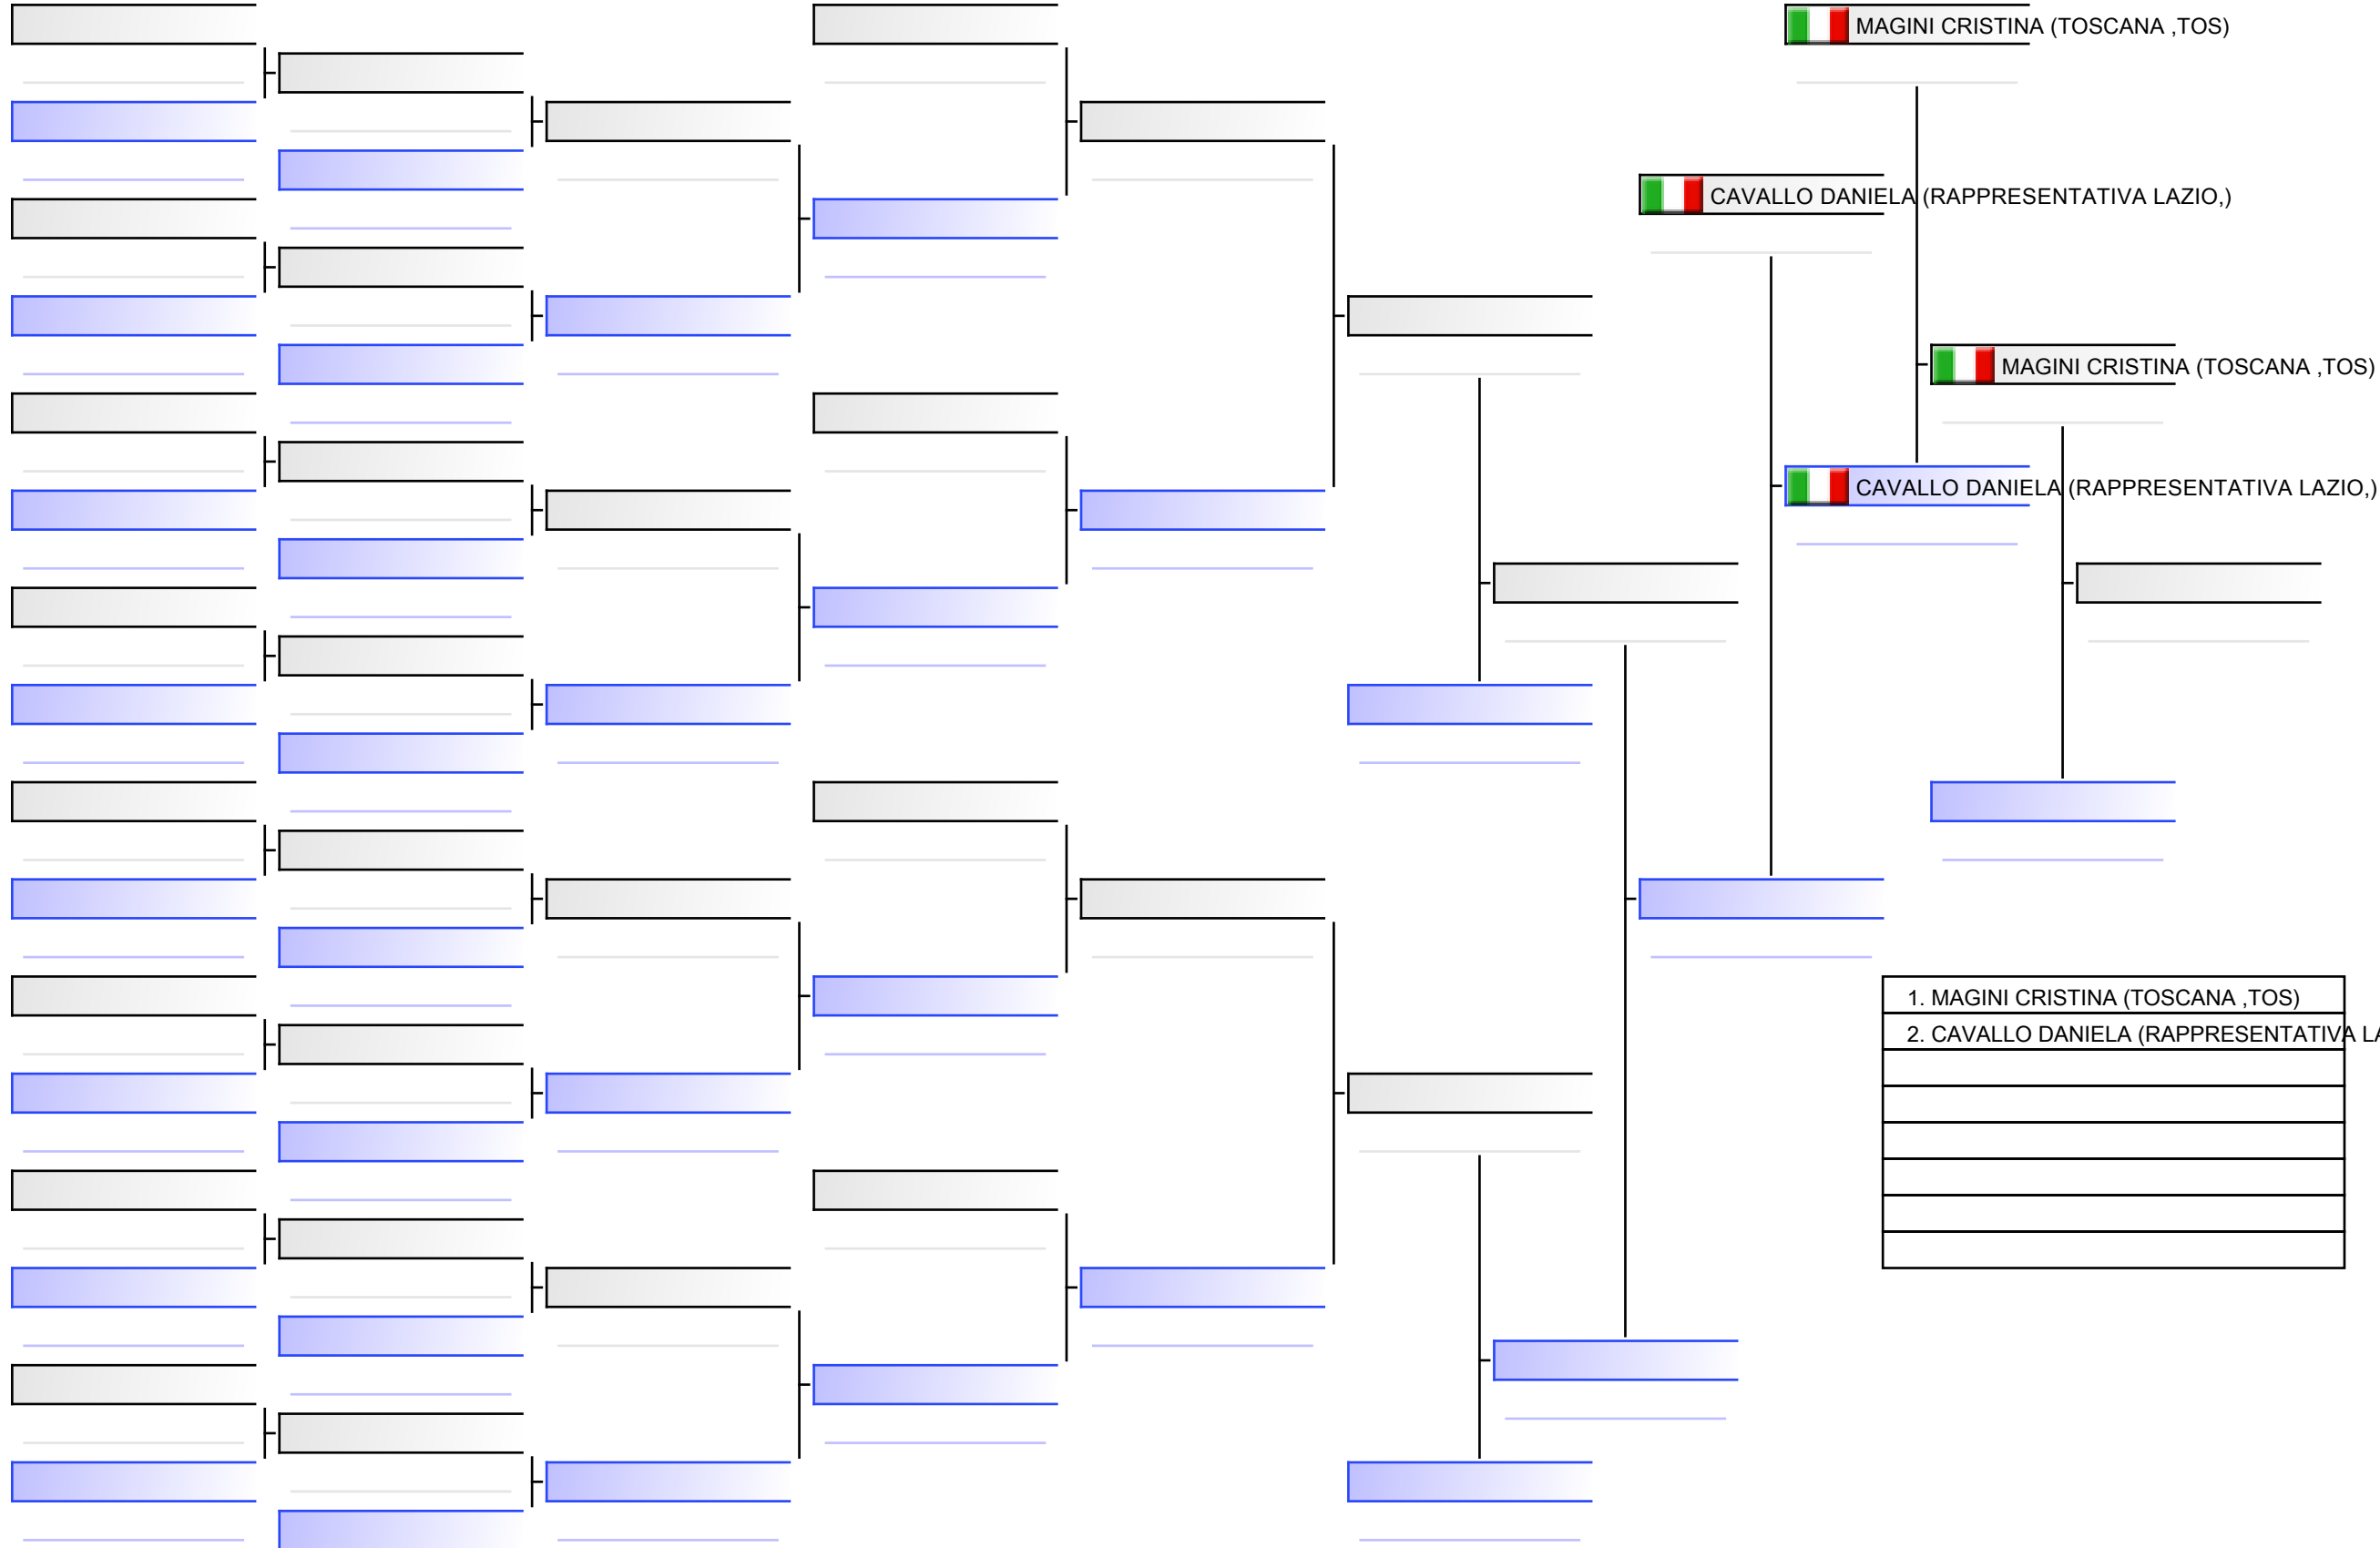 MAGINI CRISTINA (TOSCANA ,TOS)
CAVALLO DANIELA (RAPPRESENTATIVA LAZIO,)
MAGINI CRISTINA (TOSCANA ,TOS)
CAVALLO DANIELA (RAPPRESENTATIVA LAZIO,)
1. MAGINI CRISTINA (TOSCANA ,TOS)
2. CAVALLO DANIELA (RAPPRESENTATIVA